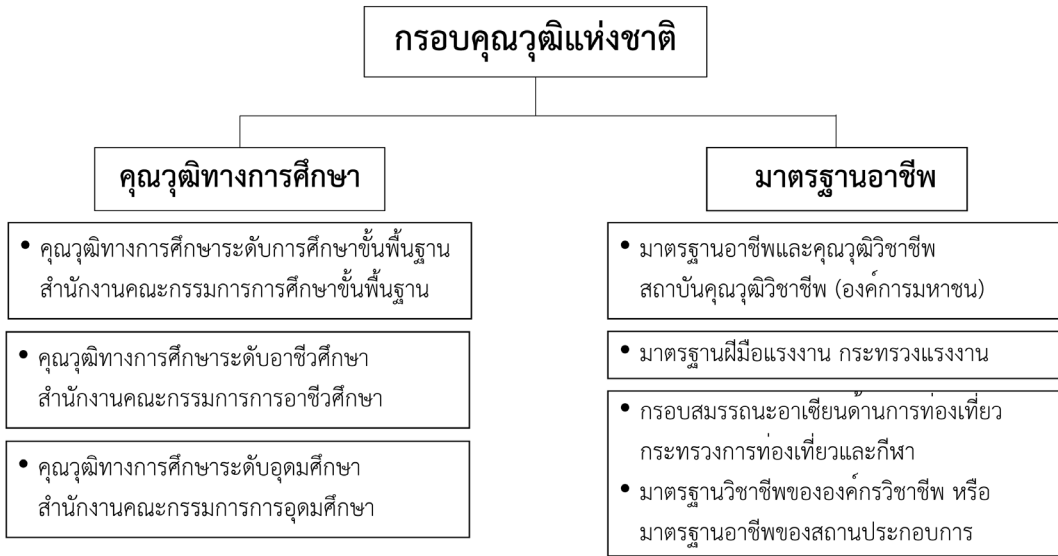 กรอบคุณวุฒิแห่งชาติ
คุณวุฒิทางการศึกษา
• คุณวุฒิทางการศึกษาระดับการศึกษาขั้นพื้นฐาน
สำนักงานคณะกรรมการการศึกษาขั้นพื้นฐาน
• คุณวุฒิทางการศึกษาระดับอาชีวศึกษา
สำนักงานคณะกรรมการการอาชีวศึกษา
• คุณวุฒิทางการศึกษาระดับอุดมศึกษา
สำนักงานคณะกรรมการการอุดมศึกษา
มาตรฐานอาชีพ
• มาตรฐานอาชีพและคุณวุฒิวิชาชีพ
สถาบันคุณวุฒิวิชาชีพ (องค์การมหาชน)
• มาตรฐานฝีมือแรงงาน กระทรวงแรงงาน
• กรอบสมรรถนะอาเซียนด้านการท่องเที่ยว
กระทรวงการท่องเที่ยวและกีฬา
• มาตรฐานวิชาชีพขององค์กรวิชาชีพ หรือ
มาตรฐานอาชีพของสถานประกอบการ